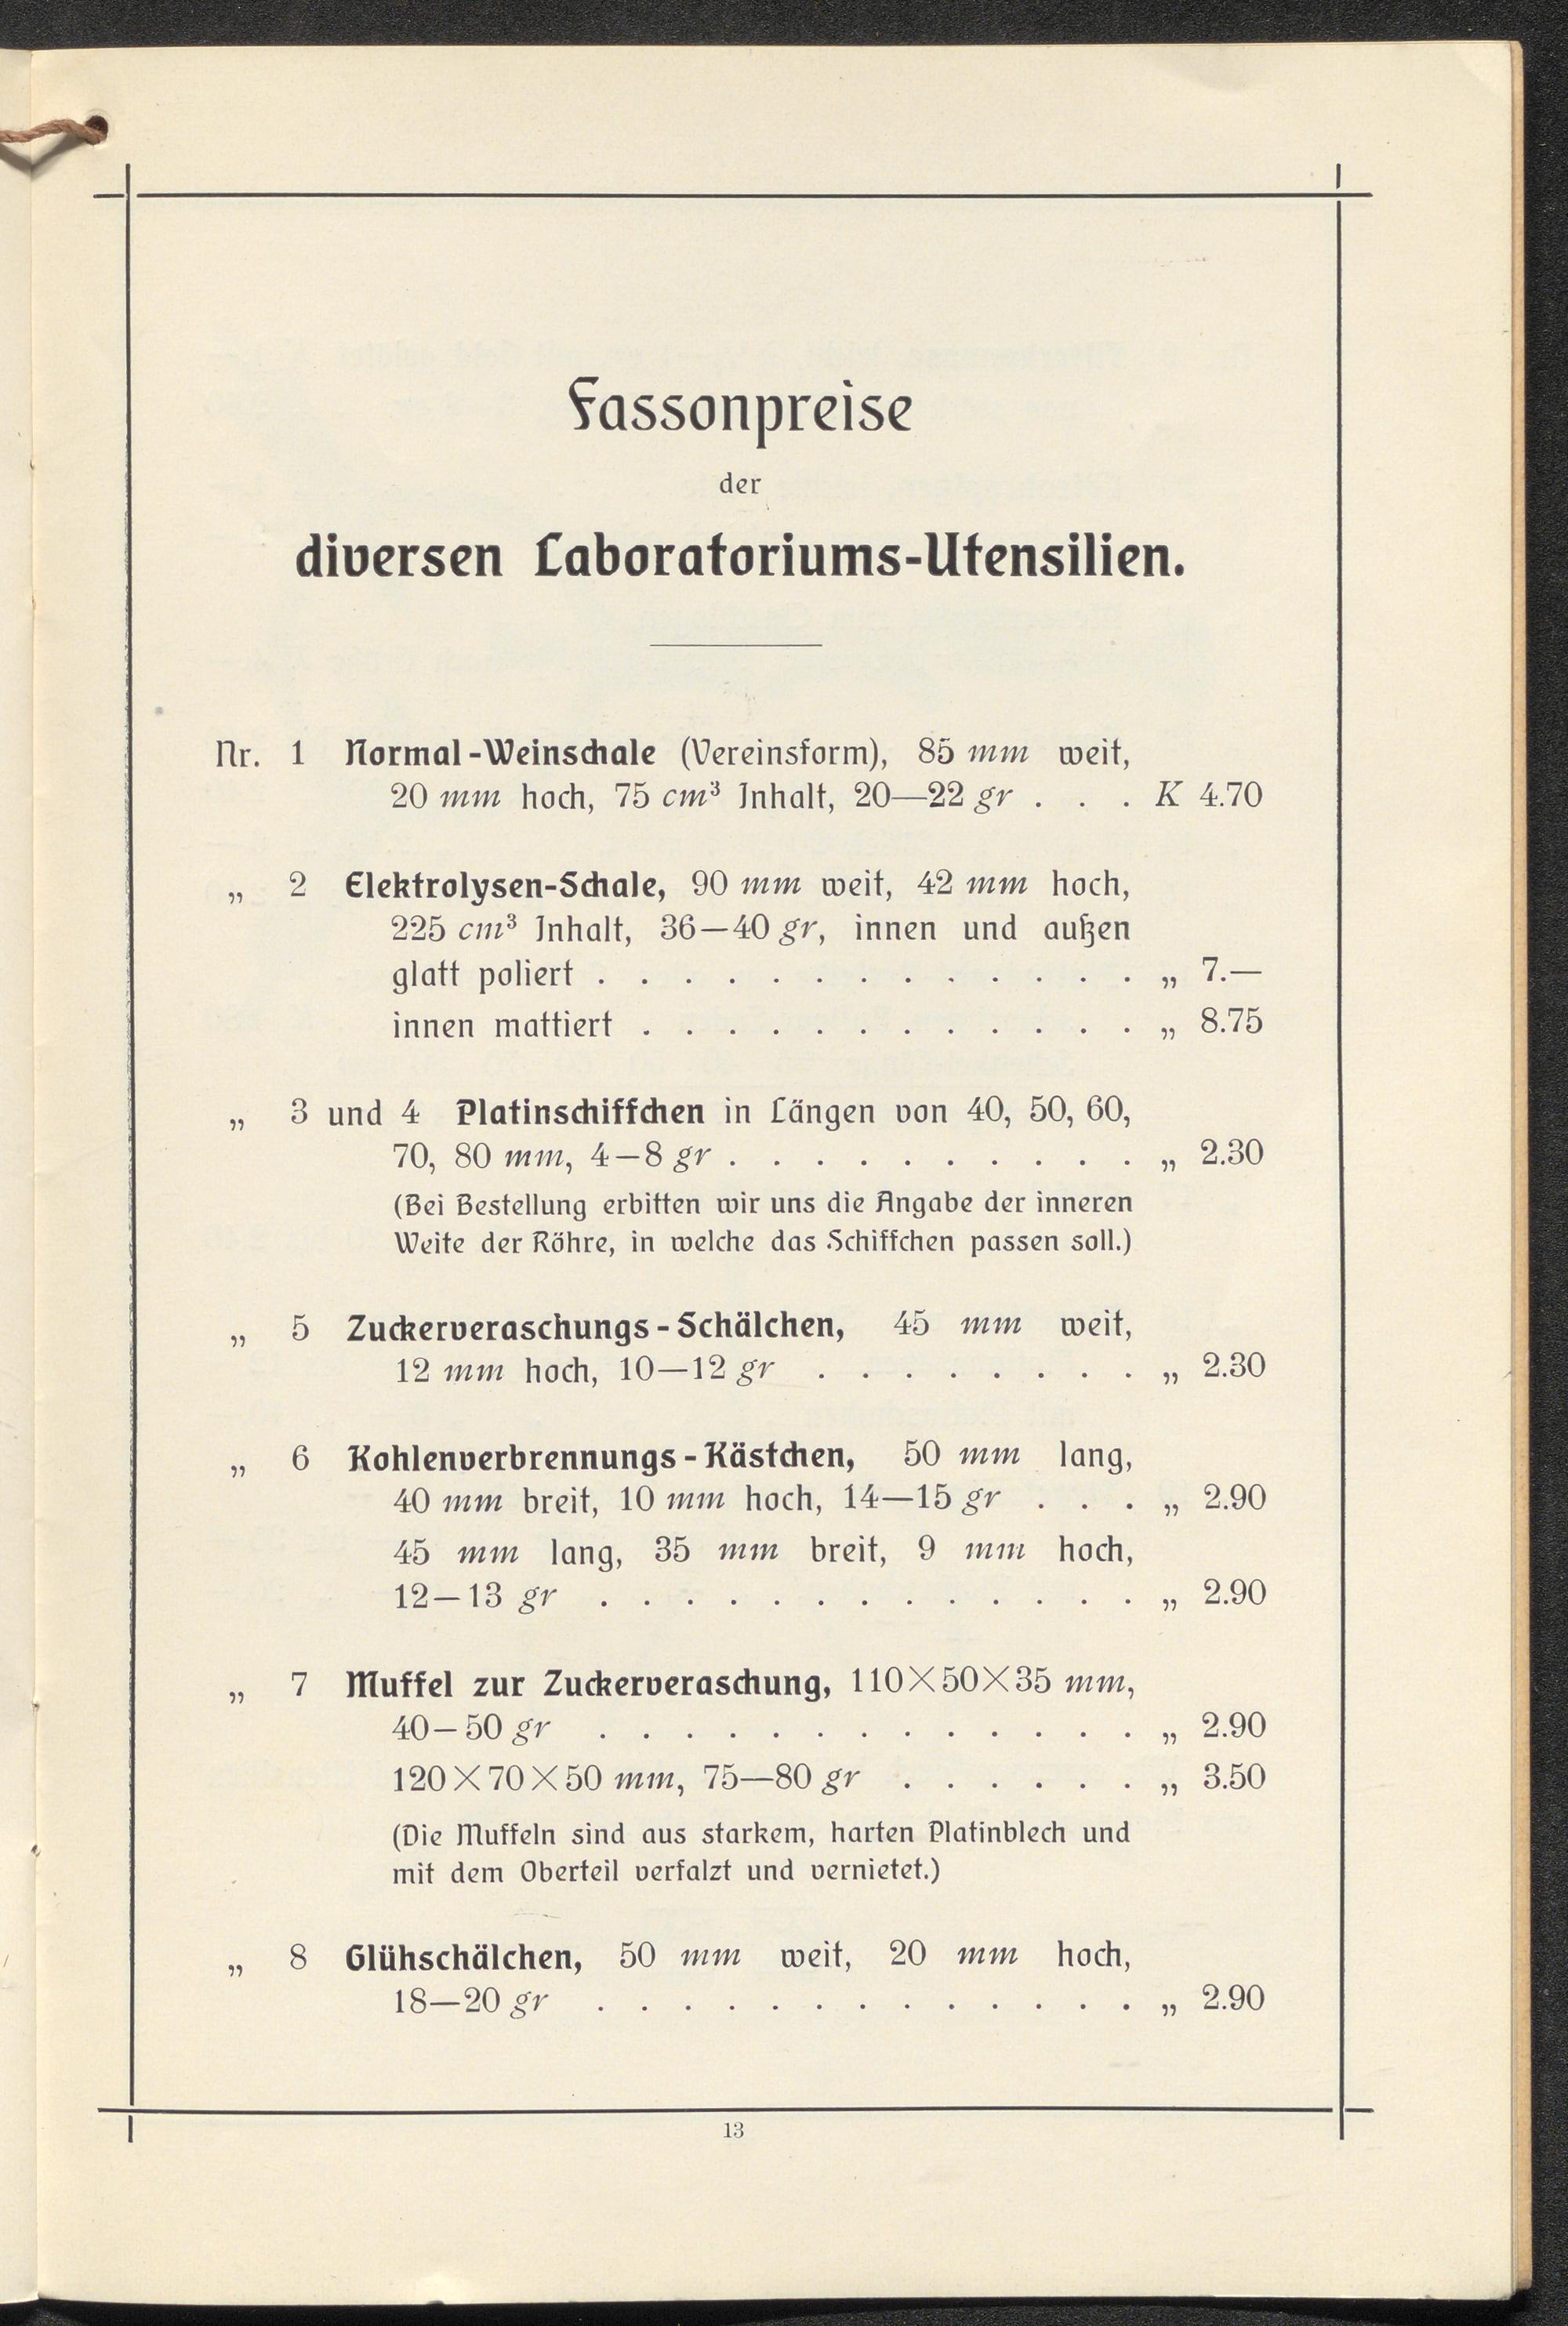 Fassonpreise
der
diversen Laboratoriums-Utensilien.
Nr. 1 Normal-Weinschale (Vereinsform), 85 mm weit,
20 mm hoch, 75 cm³ Inhalt, 20—22 gr . . . K 4.70
„ 2 Elektrolysen-Schale, 90 mm weit, 42 mm hoch,
225 cm³ Inhalt, 36—40 gr, innen und außen
glatt poliert . . . . . . . . . . . . . „ 7.—
innen mattiert . . . . . . . . . . . . „ 8.75
„ 3 und 4 Platinschiffchen in Längen von 40, 50, 60,
70, 80 mm, 4—8 gr . . . . . . . . . . „ 2.30
(Bei Bestellung erbitten wir uns die Angabe der inneren
Weite der Röhre, in welche das Schiffchen passen soll.)
„ 5 Zuckerveraschungs-Schälchen, 45 mm weit,
12 mm hoch, 10—12 gr . . . . . . . . „ 2.30
„ 6 Kohlenverbrennungs-Kästchen, 50 mm lang,
40 mm breit, 10 mm hoch, 14—15 gr . . . „ 2.90
45 mm lang, 35 mm breit, 9 mm hoch,
12—13 gr . . . . . . . . . . . . . „ 2.90
„ 7 Muffel zur Zuckerveraschung, 110×50×35 mm,
40—50 gr . . . . . . . . . . . . . „ 2.90
120×70×50 mm, 75—80 gr . . . . . . „ 3.50
(Die Muffeln sind aus starkem, harten Platinblech und
mit dem Oberteil verfalzt und vernietet.)
„ 8 Glühschälchen, 50 mm weit, 20 mm hoch,
18—20 gr . . . . . . . . . . . . . „ 2.90
13